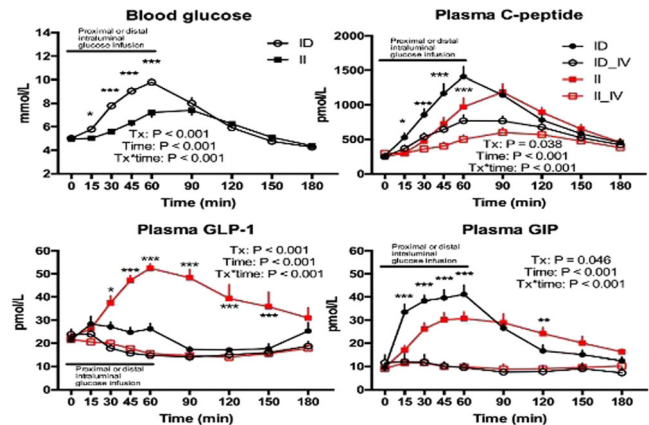 Blood glucose
Proximal or distal
intraluminal
glucose infusion
ID
II
mmol/L
12
10
8
6
4
2
*
***
***
***
Tx: P < 0.001
Time: P < 0.001
Tx*time: P < 0.001
0 15 30 45 60 90 120 150 180
Time (min)
Plasma C-peptide
Proximal or distal
intraluminal
glucose infusion
ID
ID_IV
II
II_IV
pmol/L
2000
1500
1000
500
0
*
***
***
***
***
Tx: P = 0.038
Time: P < 0.001
Tx*time: P < 0.001
0 15 30 45 60 90 120 150 180
Time (min)
Plasma GLP-1
Tx: P < 0.001
Time: P < 0.001
Tx*time: P < 0.001
pmol/L
60
50
40
30
20
10
0
*
***
***
***
***
***
Proximal or distal
intraluminal
glucose infusion
0 15 30 45 60 90 120 150 180
Time (min)
Plasma GIP
Proximal or distal
intraluminal
glucose infusion
Tx: P = 0.046
Time: P < 0.001
Tx*time: P < 0.001
pmol/L
60
50
40
30
20
10
0
***
***
***
***
**
0 15 30 45 60 90 120 150 180
Time (min)